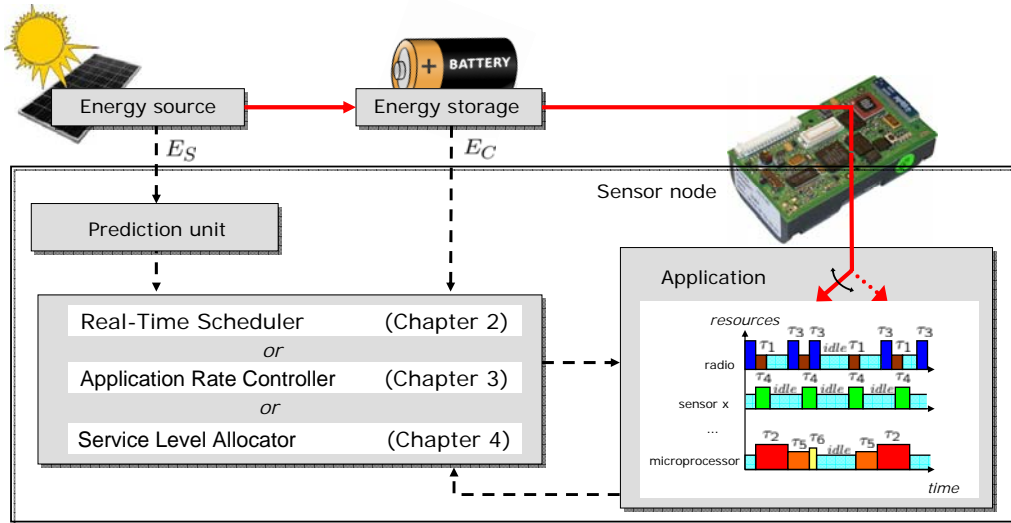 + BATTERY
Energy source
Energy storage
E_S
E_C
Sensor node
Prediction unit
Application
Real-Time Scheduler (Chapter 2)
or
Application Rate Controller (Chapter 3)
or
Service Level Allocator (Chapter 4)
resources
τ1 τ3 τ3 idle τ1 τ3 τ1 τ3
radio
τ4 idle τ4 idle τ4 idle τ4
sensor x
...
τ2 τ5 τ6 idle τ5 τ2
microprocessor
time